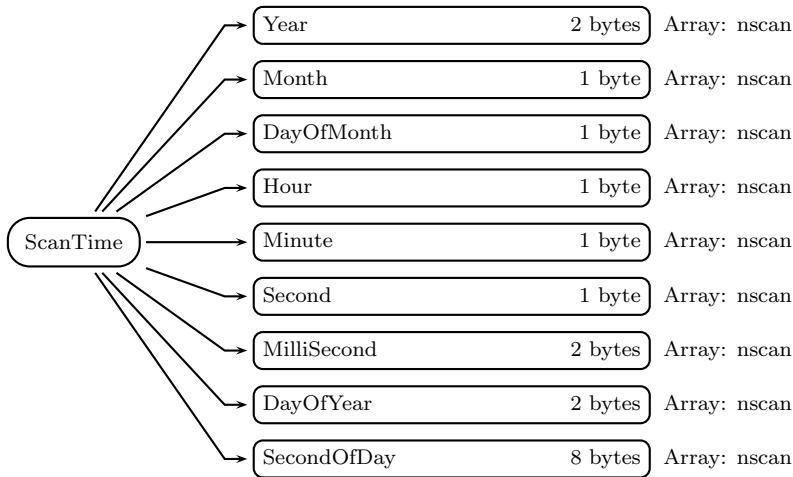 Year 2 bytes Array: nscan
Month 1 byte Array: nscan
DayOfMonth 1 byte Array: nscan
Hour 1 byte Array: nscan
ScanTime Minute 1 byte Array: nscan
Second 1 byte Array: nscan
MilliSecond 2 bytes Array: nscan
DayOfYear 2 bytes Array: nscan
SecondOfDay 8 bytes Array: nscan